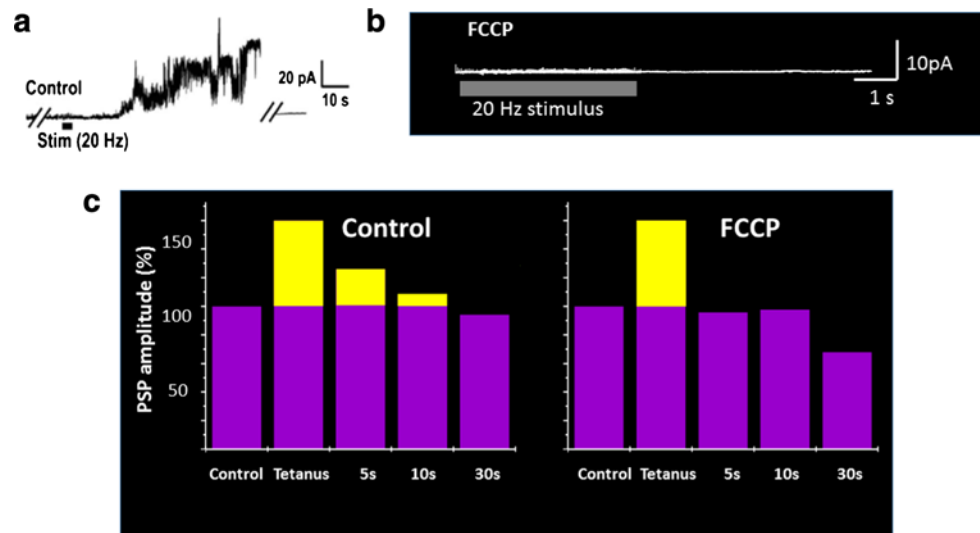 a
Control
Stim (20 Hz)
20 pA
10 s
b
FCCP
20 Hz stimulus
10pA
1 s
c
PSP amplitude (%)
150
100
50
Control
Control Tetanus 5s 10s 30s
FCCP
Control Tetanus 5s 10s 30s